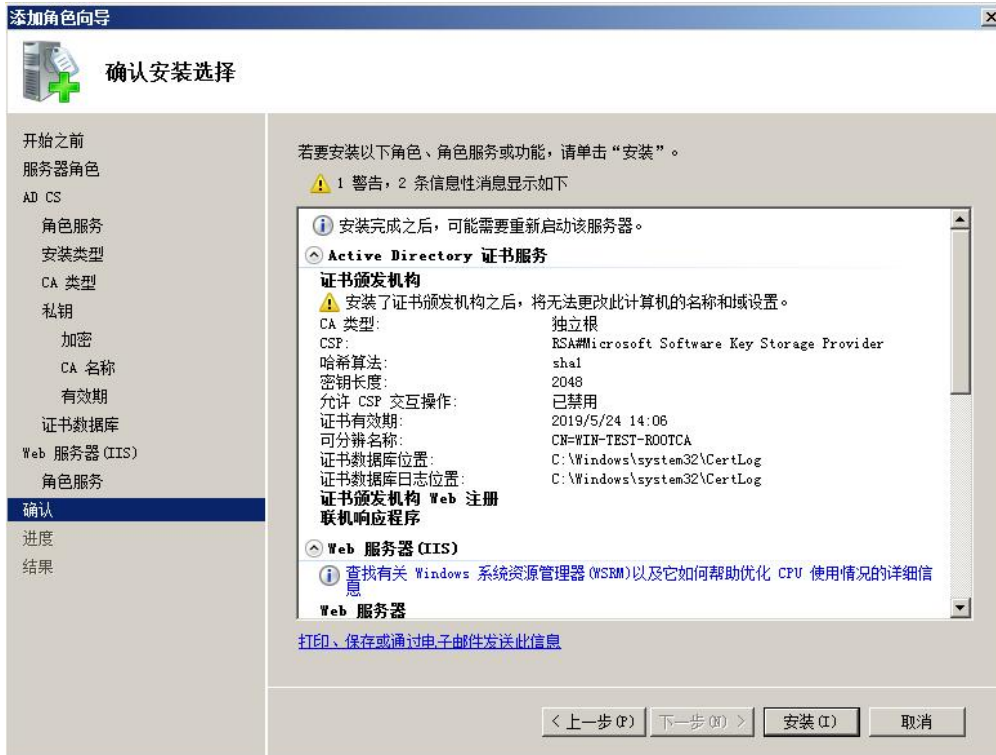 添加角色向导
确认安装选择
开始之前
服务器角色
AD CS
角色服务
安装类型
CA 类型
私钥
加密
CA 名称
有效期
证书数据库
Web 服务器(IIS)
角色服务
确认
进度
结果
若要安装以下角色、角色服务或功能，请单击“安装”。
1 警告，2 条信息性消息显示如下
安装完成之后，可能需要重新启动该服务器。
Active Directory 证书服务
证书颁发机构
安装了证书颁发机构之后，将无法更改此计算机的名称和域设置。
CA 类型: 独立根
CSP: RSA#Microsoft Software Key Storage Provider
哈希算法: sha1
密钥长度: 2048
允许 CSP 交互操作: 已禁用
证书有效期: 2019/5/24 14:06
可分辨名称: CN=WIN-TEST-ROOTCA
证书数据库位置: C:\Windows\system32\CertLog
证书数据库日志位置: C:\Windows\system32\CertLog
证书颁发机构 Web 注册
联机响应程序
Web 服务器(IIS)
查找有关 Windows 系统资源管理器(WSRM)以及它如何帮助优化 CPU 使用情况的详细信
息
Web 服务器
打印、保存或通过电子邮件发送此信息
< 上一步(P) 下一步(N) > 安装(I) 取消